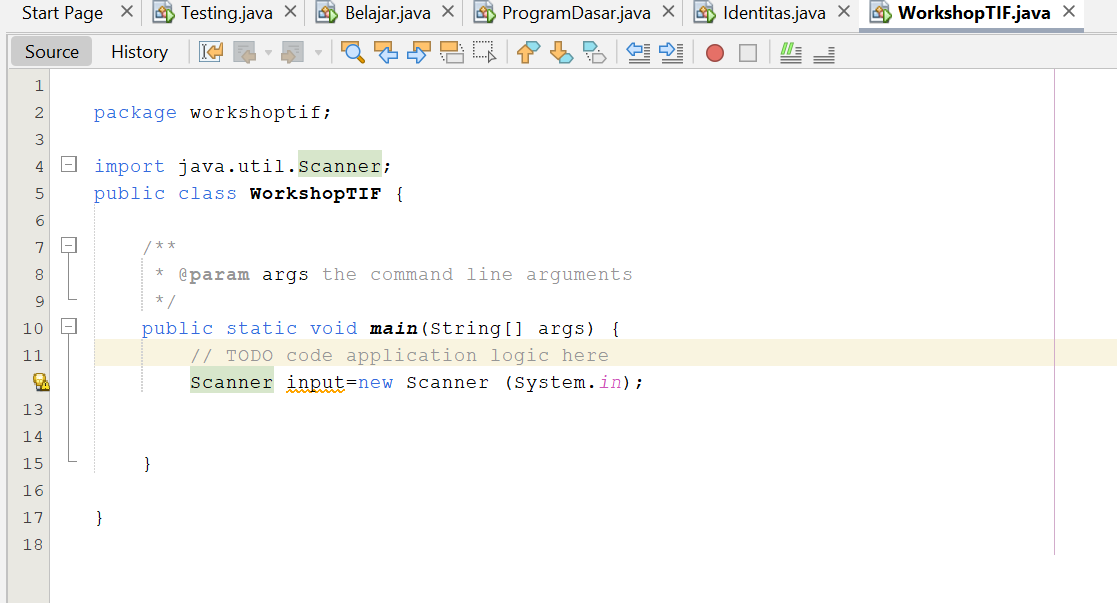 Start Page Testing.java Belajar.java ProgramDasar.java Identitas.java WorkshopTIF.java
Source History
1
2 package workshoptif;
3
4 import java.util.Scanner;
5 public class WorkshopTIF {
6
7 /**
8 * @param args the command line arguments
9 */
10 public static void main(String[] args) {
11 // TODO code application logic here
Scanner input=new Scanner (System.in);
13
14
15 }
16
17 }
18